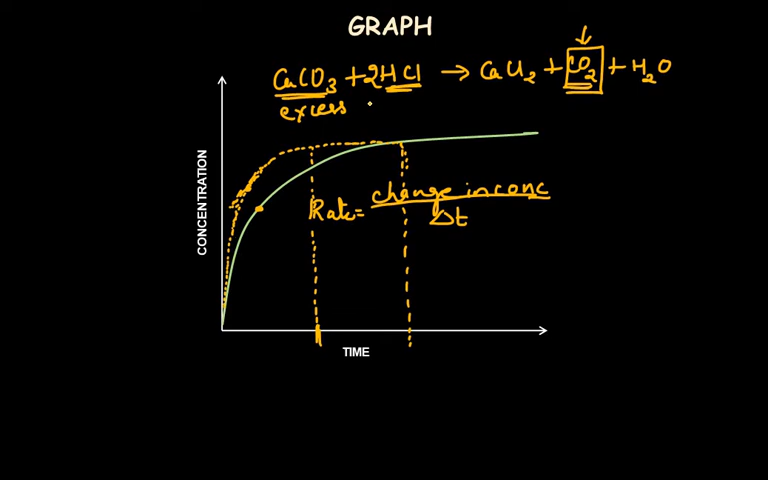 GRAPH
CaCO3 + 2HCl → CaCl2 + CO2 + H2O
excess
CONCENTRATION
Rate = change in conc
Δt
TIME